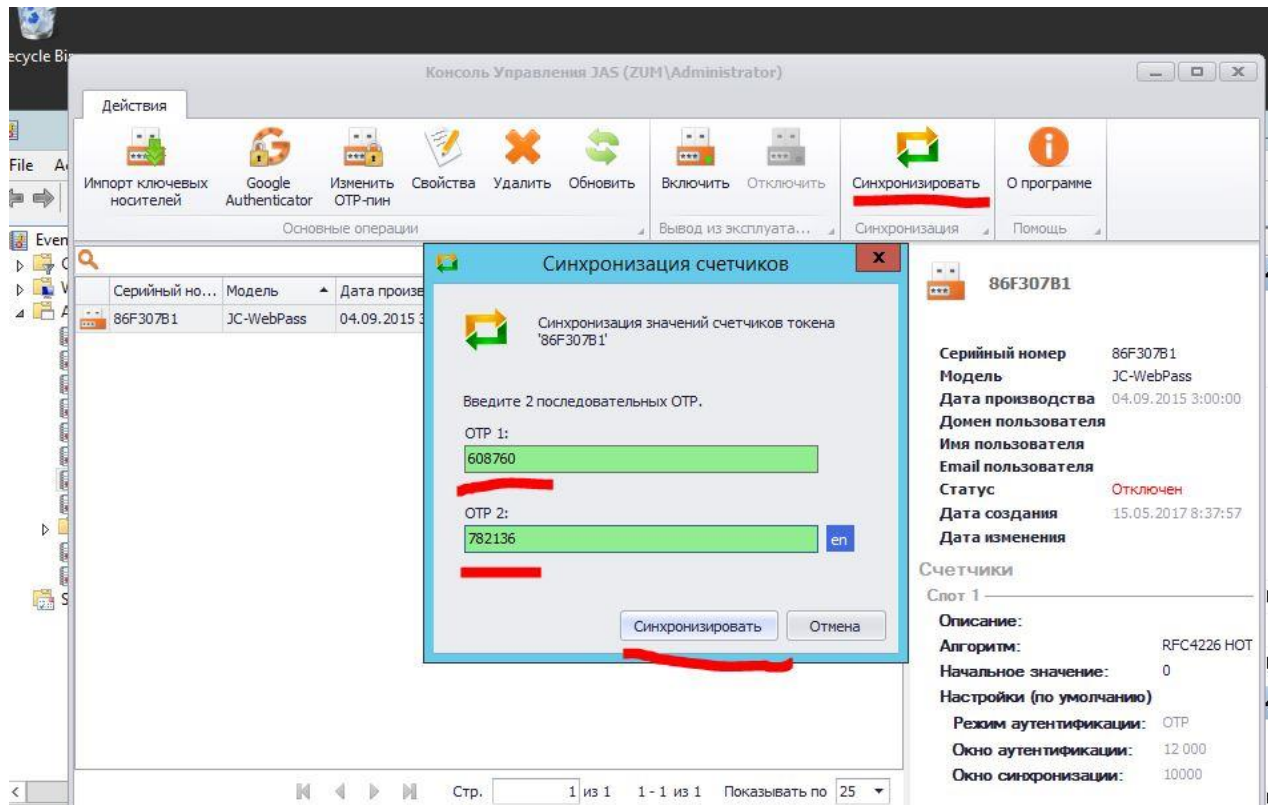 ecycle Bi
Консоль Управления JAS (ZUM\Administrator)
Действия
File
Импорт ключевых носителей
Google Authenticator
Изменить OTP-пин
Свойства
Удалить
Обновить
Включить
Отключить
Синхронизировать
О программе
Основные операции
Вывод из эксплуата...
Синхронизация
Помощь
Even
Серийный но...
Модель
Дата произв
86F307B1
JC-WebPass
04.09.2015 3
Синхронизация счетчиков
Синхронизация значений счетчиков токена
'86F307B1'
Введите 2 последовательных OTP.
OTP 1:
608760
OTP 2:
782136
en
Синхронизировать
Отмена
86F307B1
Серийный номер 86F307B1
Модель JC-WebPass
Дата производства 04.09.2015 3:00:00
Домен пользователя
Имя пользователя
Email пользователя
Статус Отключен
Дата создания 15.05.2017 8:37:57
Дата изменения
Счетчики
Слот 1
Описание:
Алгоритм: RFC4226 HOT
Начальное значение: 0
Настройки (по умолчанию)
Режим аутентификации: OTP
Окно аутентификации: 12 000
Окно синхронизации: 10000
Стр. 1 из 1 1 - 1 из 1 Показывать по 25